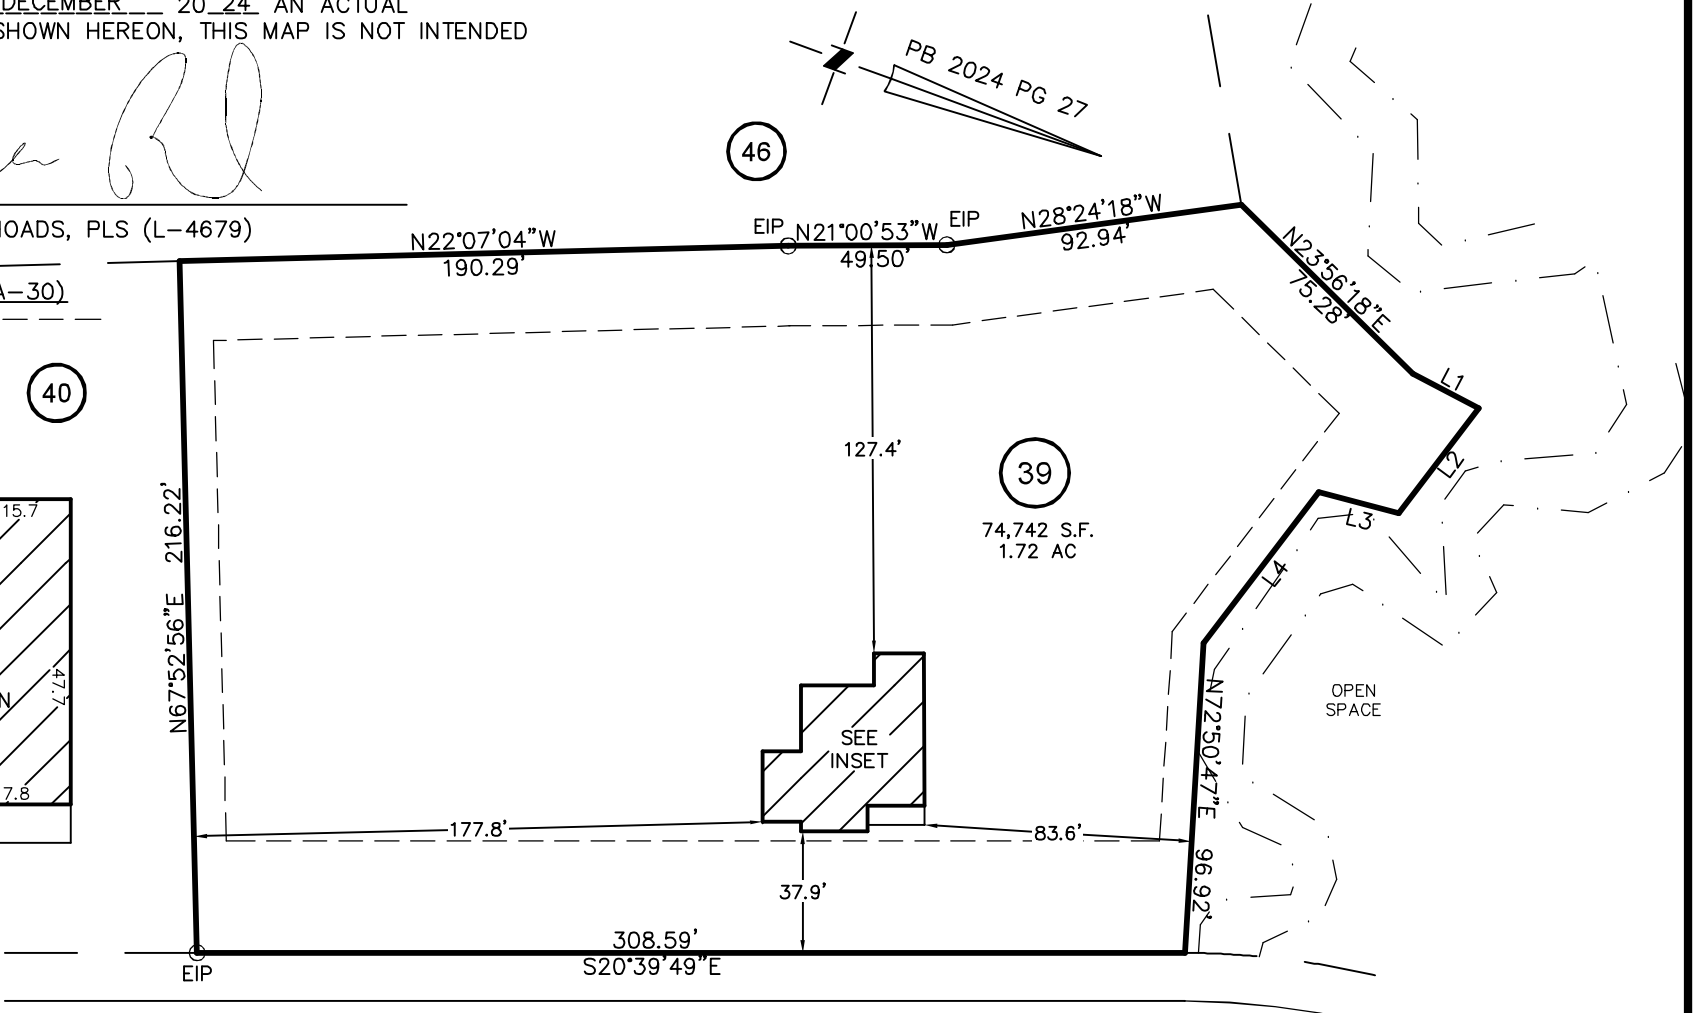 DECEMBER 20 24 AN ACTUAL
SHOWN HEREON, THIS MAP IS NOT INTENDED
OADS, PLS (L-4679)
A-30)
PB 2024 PG 27
46
EIP
EIP
N22°07'04"W
190.29'
N21°00'53"W
49.50'
N28°24'18"W
92.94'
N23°56'18"E
75.28'
L1
L2
L3
L4
40
127.4'
39
74,742 S.F.
1.72 AC
N67°52'56"E 216.22'
15.7
47.7
N
7.8
SEE
INSET
OPEN
SPACE
N72°50'47"E 96.92'
177.8'
83.6'
37.9'
308.59'
S20°39'49"E
EIP